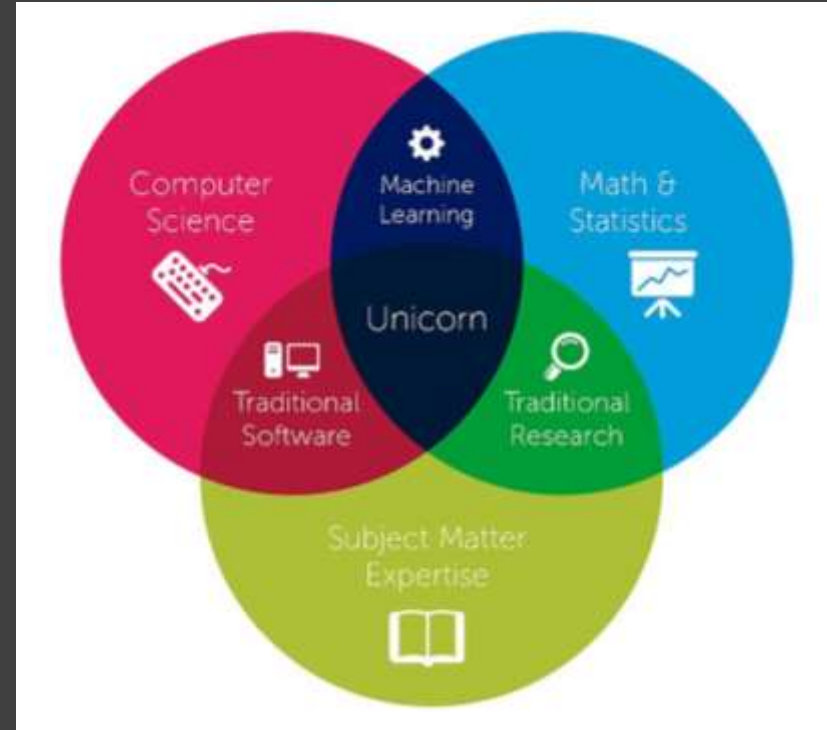 Computer
Science
Machine
Learning
Math &
Statistics
Unicorn
Traditional
Software
Traditional
Research
Subject Matter
Expertise